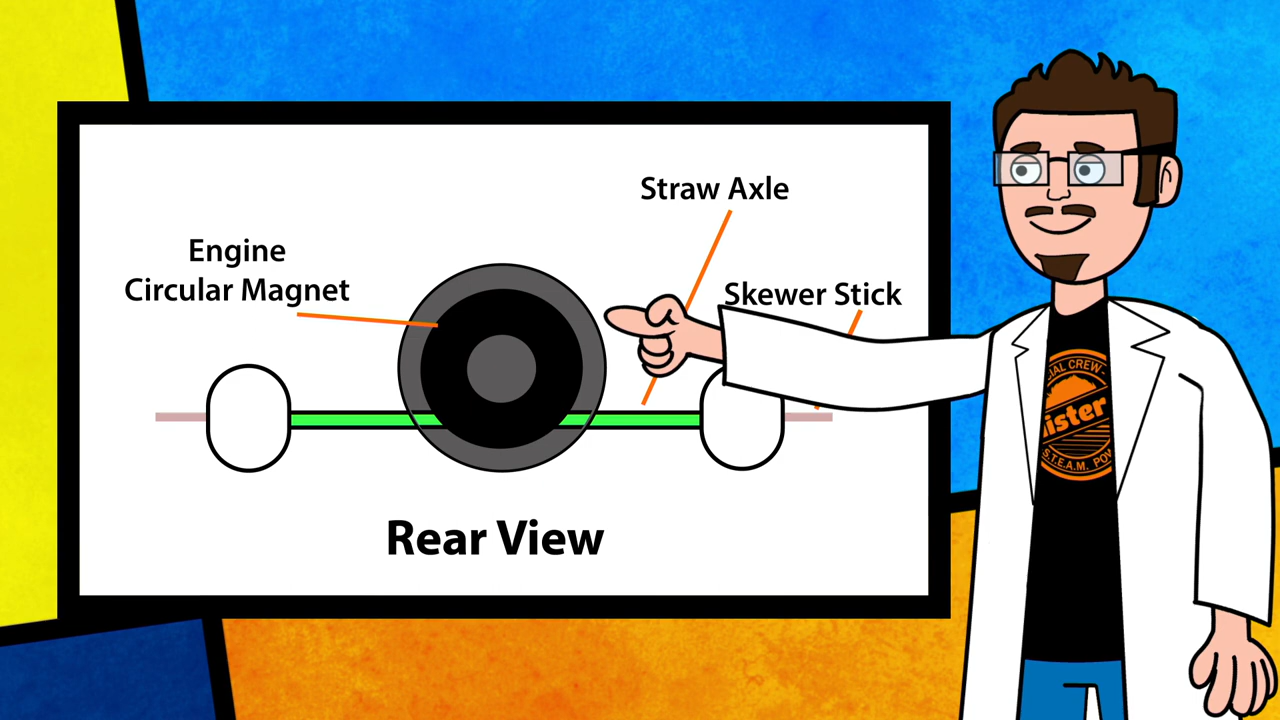 Straw Axle
Engine
Circular Magnet
Skewer Stick
Rear View
S.T.E.A.M.